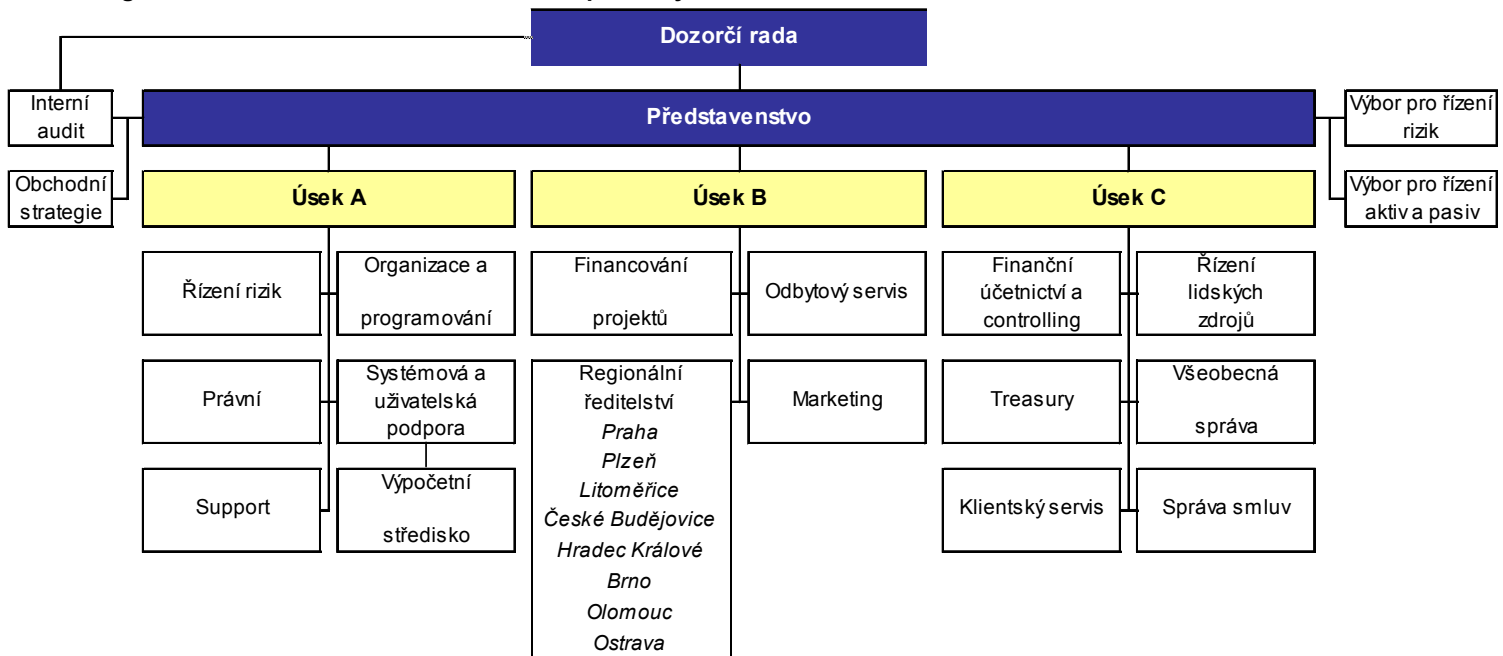 Dozorčí rada
Interní
audit
Představenstvo
Výbor pro řízení
rizik
Obchodní
strategie
Úsek A
Úsek B
Úsek C
Výbor pro řízení
aktiv a pasiv
Řízení rizik
Organizace a
programování
Financování
projektů
Odbytový servis
Finanční
účetnictví a
controlling
Řízení
lidských
zdrojů
Právní
Systémová a
uživatelská
podpora
Regionální
ředitelství
Praha
Plzeň
Litoměřice
České Budějovice
Hradec Králové
Brno
Olomouc
Ostrava
Marketing
Treasury
Všeobecná
správa
Support
Výpočetní
středisko
Klientský servis
Správa smluv